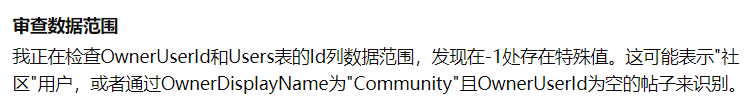 审查数据范围
我正在检查OwnerUserId和Users表的Id列数据范围，发现在-1处存在特殊值。这可能表示"社
区"用户，或者通过OwnerDisplayName为"Community"且OwnerUserId为空的帖子来识别。